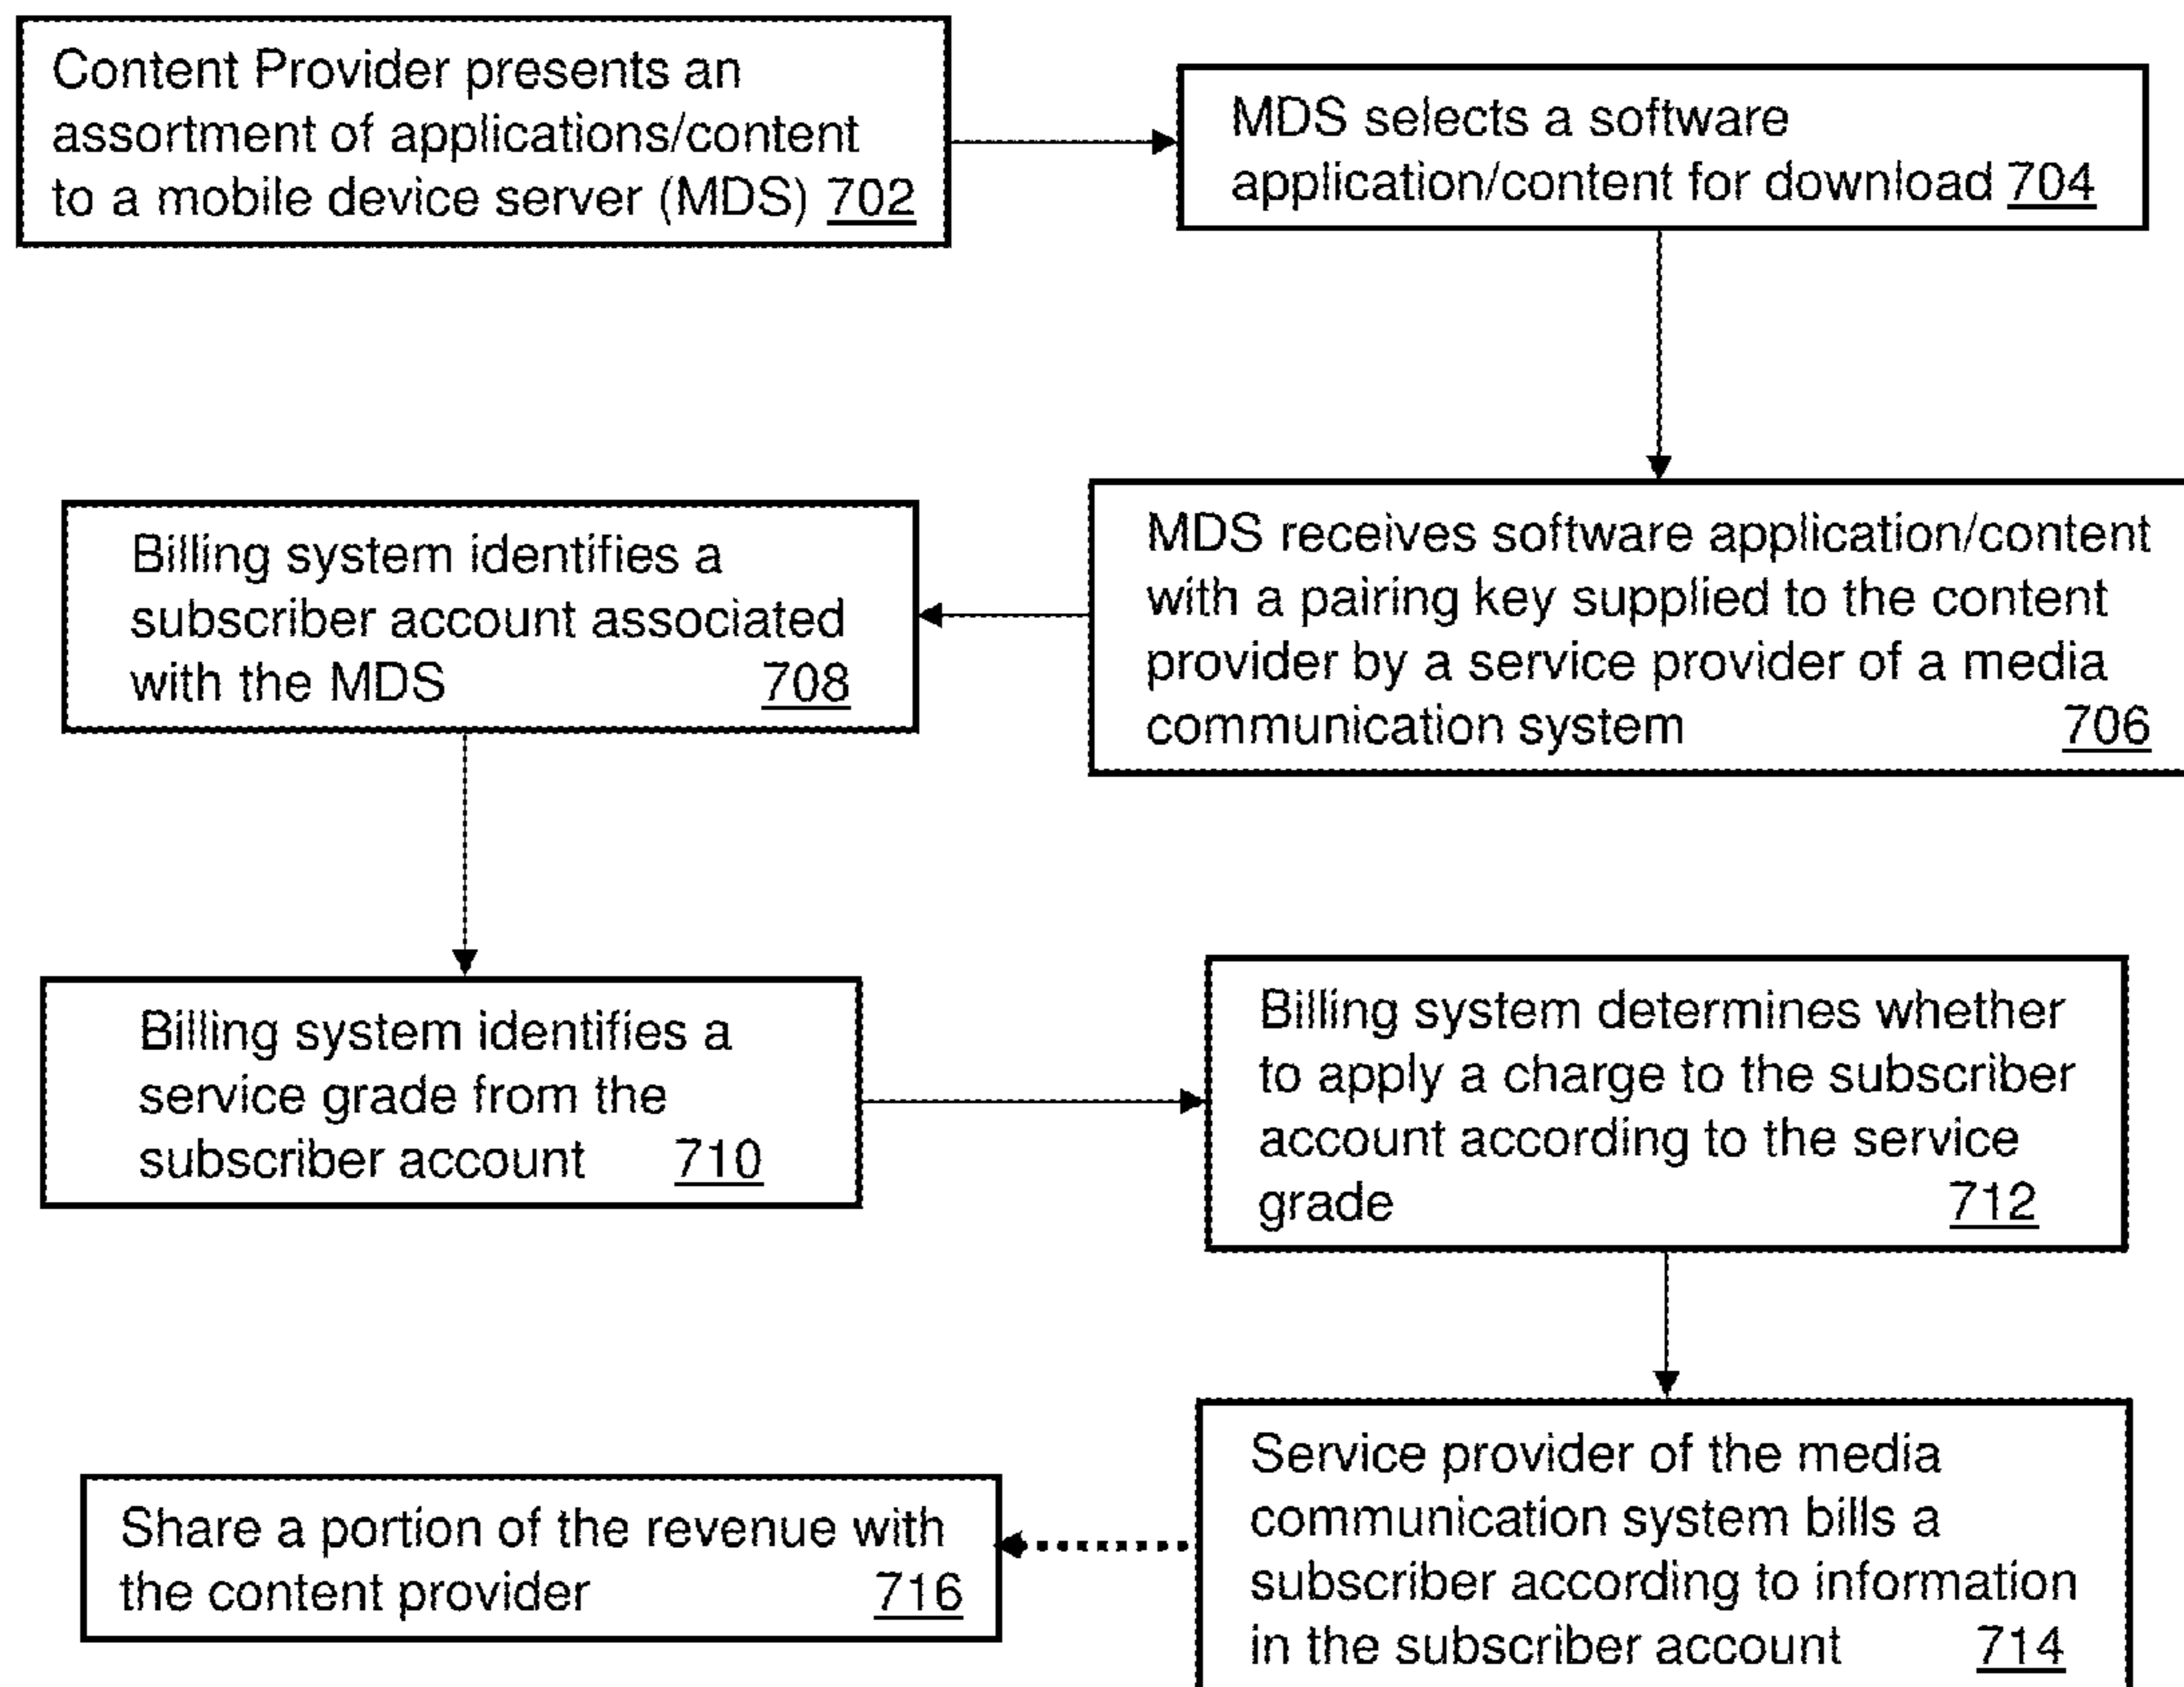 Content Provider presents an
assortment of applications/content
to a mobile device server (MDS) 702
MDS selects a software
application/content for download 704
MDS receives software application/content
with a pairing key supplied to the content
provider by a service provider of a media
communication system 706
Billing system identifies a
subscriber account associated
with the MDS 708
Billing system identifies a
service grade from the
subscriber account 710
Billing system determines whether
to apply a charge to the subscriber
account according to the service
grade 712
Service provider of the media
communication system bills a
subscriber according to information
in the subscriber account 714
Share a portion of the revenue with
the content provider 716